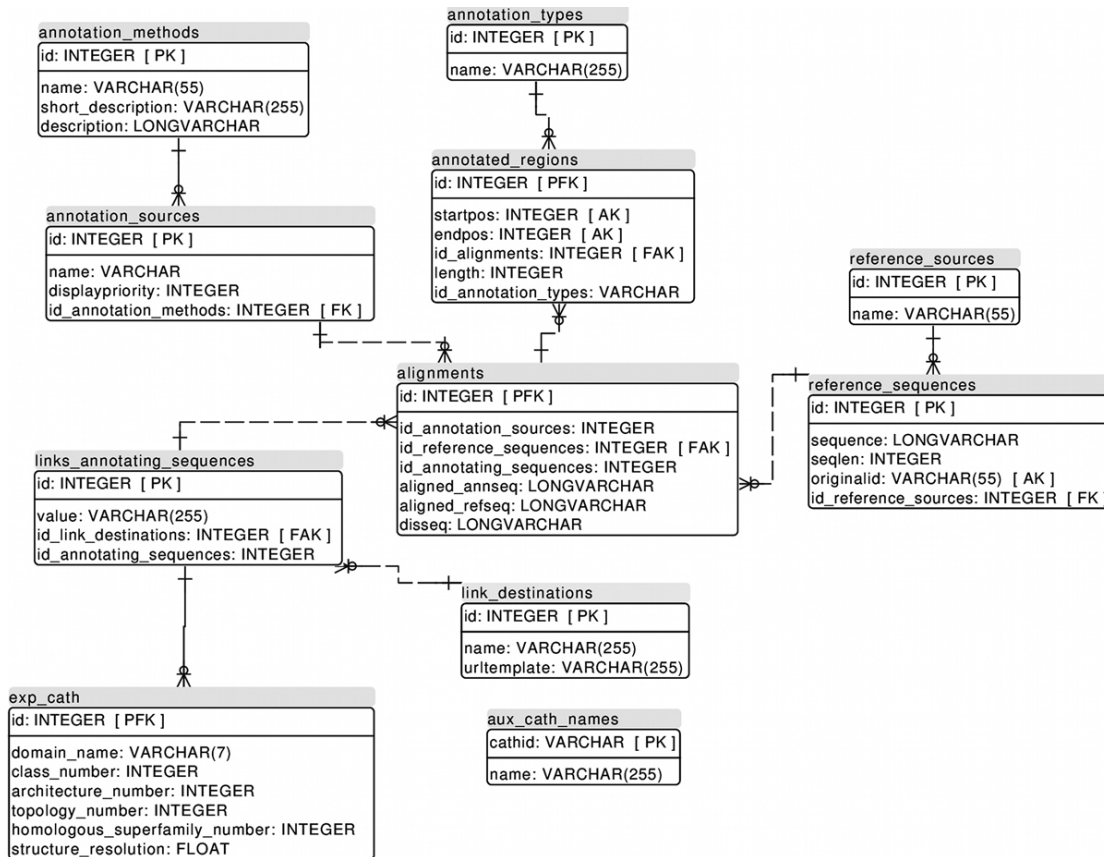 annotation_methods
id: INTEGER [ PK ]
name: VARCHAR(55)
short_description: VARCHAR(255)
description: LONGVARCHAR
annotation_types
id: INTEGER [ PK ]
name: VARCHAR(255)
annotation_sources
id: INTEGER [ PK ]
name: VARCHAR
displaypriority: INTEGER
id_annotation_methods: INTEGER [ FK ]
annotated_regions
id: INTEGER [ PFK ]
startpos: INTEGER [ AK ]
endpos: INTEGER [ AK ]
id_alignments: INTEGER [ FAK ]
length: INTEGER
id_annotation_types: VARCHAR
reference_sources
id: INTEGER [ PK ]
name: VARCHAR(55)
alignments
id: INTEGER [ PFK ]
id_annotation_sources: INTEGER
id_reference_sequences: INTEGER [ FAK ]
id_annotating_sequences: INTEGER
aligned_annseq: LONGVARCHAR
aligned_refseq: LONGVARCHAR
disseq: LONGVARCHAR
reference_sequences
id: INTEGER [ PK ]
sequence: LONGVARCHAR
seqlen: INTEGER
originalid: VARCHAR(55) [ AK ]
id_reference_sources: INTEGER [ FK ]
links_annotating_sequences
id: INTEGER [ PK ]
value: VARCHAR(255)
id_link_destinations: INTEGER [ FAK ]
id_annotating_sequences: INTEGER
link_destinations
id: INTEGER [ PK ]
name: VARCHAR(255)
urltemplate: VARCHAR(255)
exp_cath
id: INTEGER [ PFK ]
domain_name: VARCHAR(7)
class_number: INTEGER
architecture_number: INTEGER
topology_number: INTEGER
homologous_superfamily_number: INTEGER
structure_resolution: FLOAT
aux_cath_names
cathid: VARCHAR [ PK ]
name: VARCHAR(255)